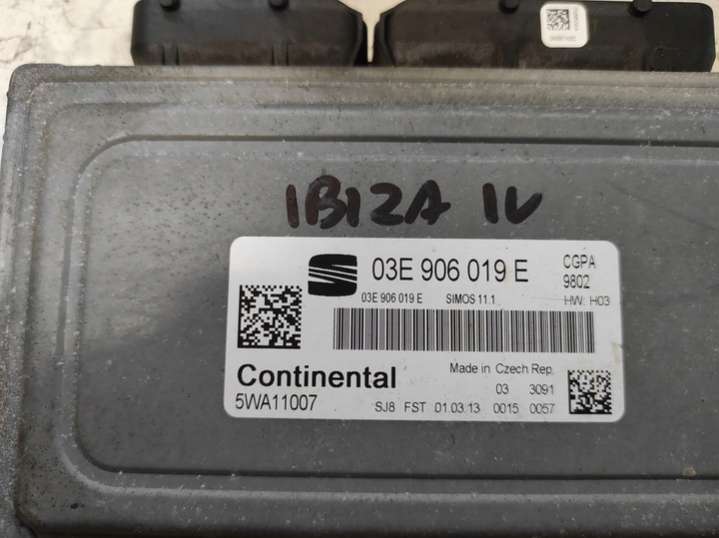 IBIZA IV
03E 906 019 E
CGPA
9802
03E 906 019 E SIMOS 11.1 HW: H03
Continental
Made in Czech Rep.
03 3091
5WA11007 SJ8 FST 01.03.13 0015 0057